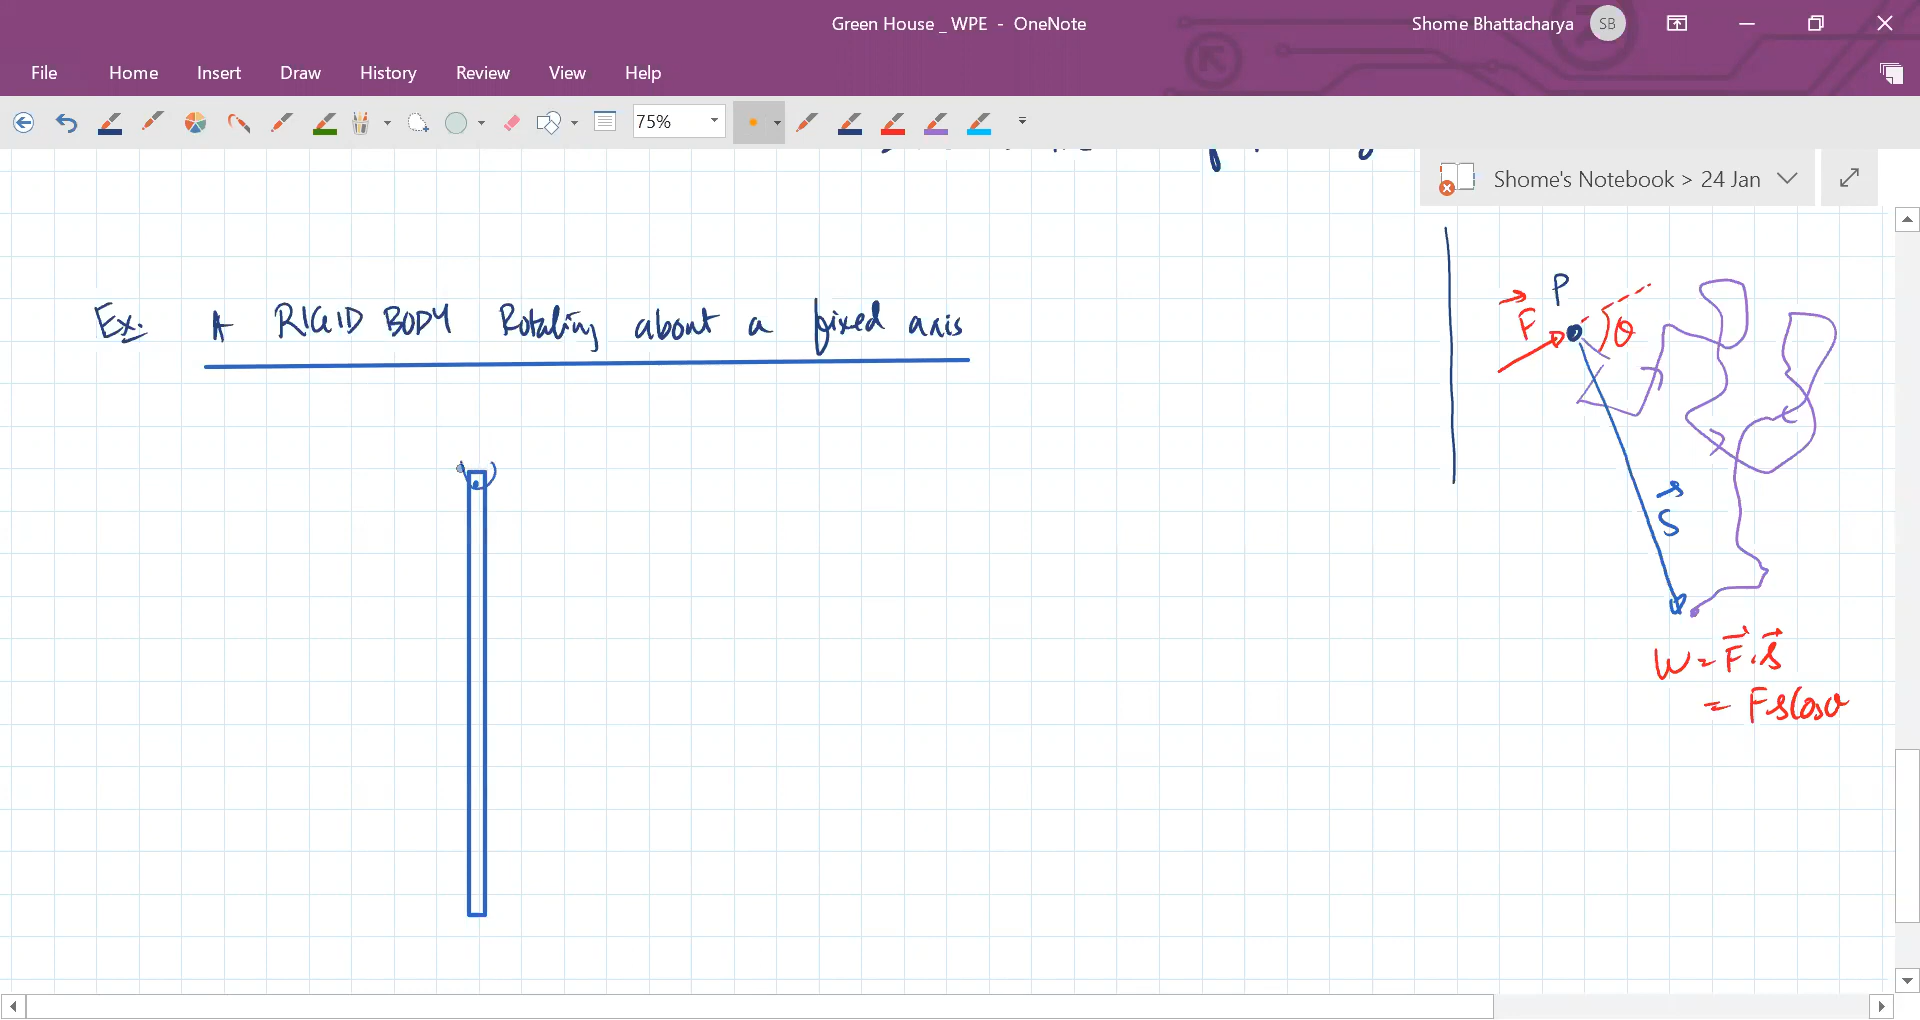 Green House _ WPE - OneNote
Shome Bhattacharya SB
File Home Insert Draw History Review View Help
75%
Shome's Notebook > 24 Jan
Ex. A RIGID BODY Rotating about a fixed axis
P
F
θ
S
W = F.s
= Fscosθ